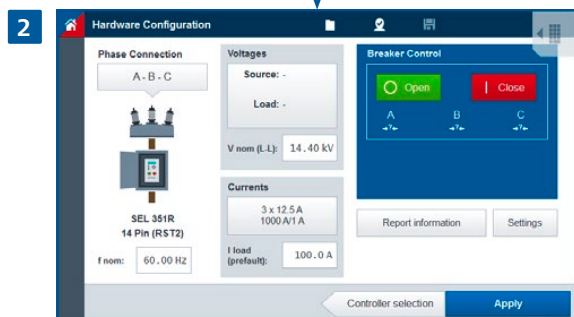 2
Hardware Configuration
Phase Connection
A - B - C
SEL 351R
14 Pin (RST2)
f nom: 60.00 Hz
Voltages
Source: -
Load: -
V nom (L-L): 14.40 kV
Currents
3 x 12.5 A
1000 A/1 A
I load
(prefault): 100.0 A
Breaker Control
Open
Close
A B C
→?← →?← →?←
Report information
Settings
Controller selection
Apply